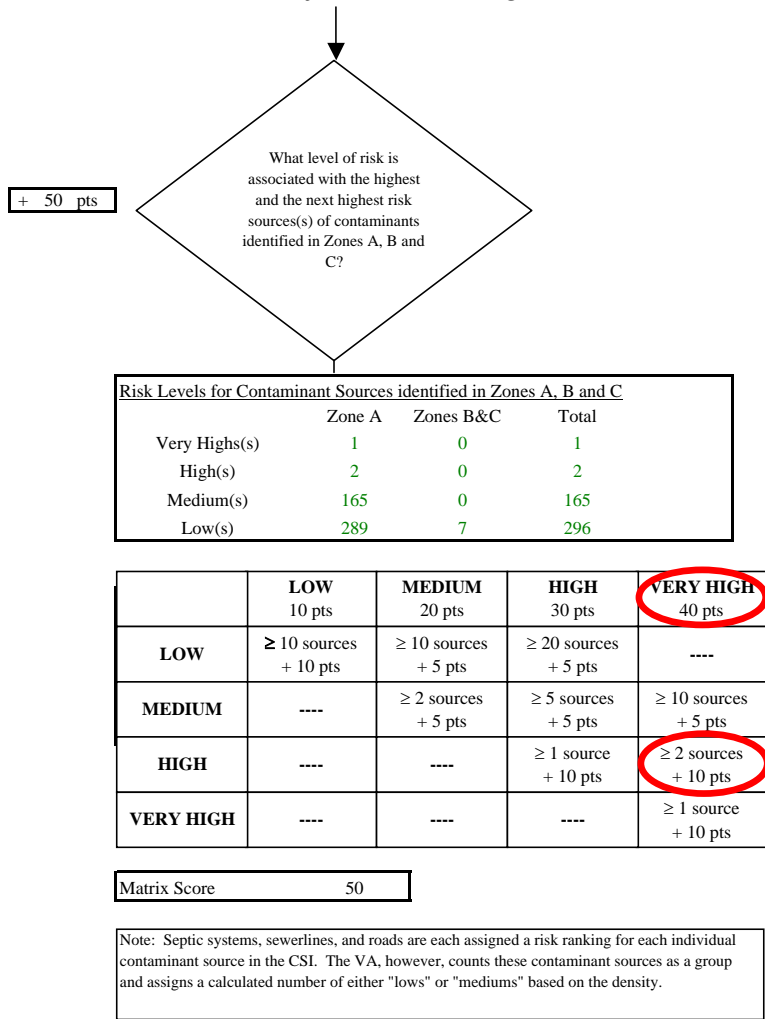 What level of risk is
associated with the highest
and the next highest risk
sources(s) of contaminants
identified in Zones A, B and
C?
+ 50 pts
Risk Levels for Contaminant Sources identified in Zones A, B and C
Zone A Zones B&C Total
Very Highs(s) 1 0 1
High(s) 2 0 2
Medium(s) 165 0 165
Low(s) 289 7 296
LOW MEDIUM HIGH VERY HIGH
10 pts 20 pts 30 pts 40 pts
LOW ≥ 10 sources ≥ 10 sources ≥ 20 sources ----
+ 10 pts + 5 pts + 5 pts
MEDIUM ---- ≥ 2 sources ≥ 5 sources ≥ 10 sources
+ 5 pts + 5 pts + 5 pts
HIGH ---- ---- ≥ 1 source ≥ 2 sources
+ 10 pts + 10 pts
VERY HIGH ---- ---- ---- ≥ 1 source
+ 10 pts
Matrix Score 50
Note: Septic systems, sewerlines, and roads are each assigned a risk ranking for each individual
contaminant source in the CSI. The VA, however, counts these contaminant sources as a group
and assigns a calculated number of either "lows" or "mediums" based on the density.